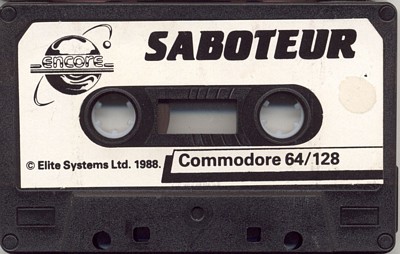 encore
SABOTEUR
© Elite Systems Ltd. 1988.
Commodore 64/128